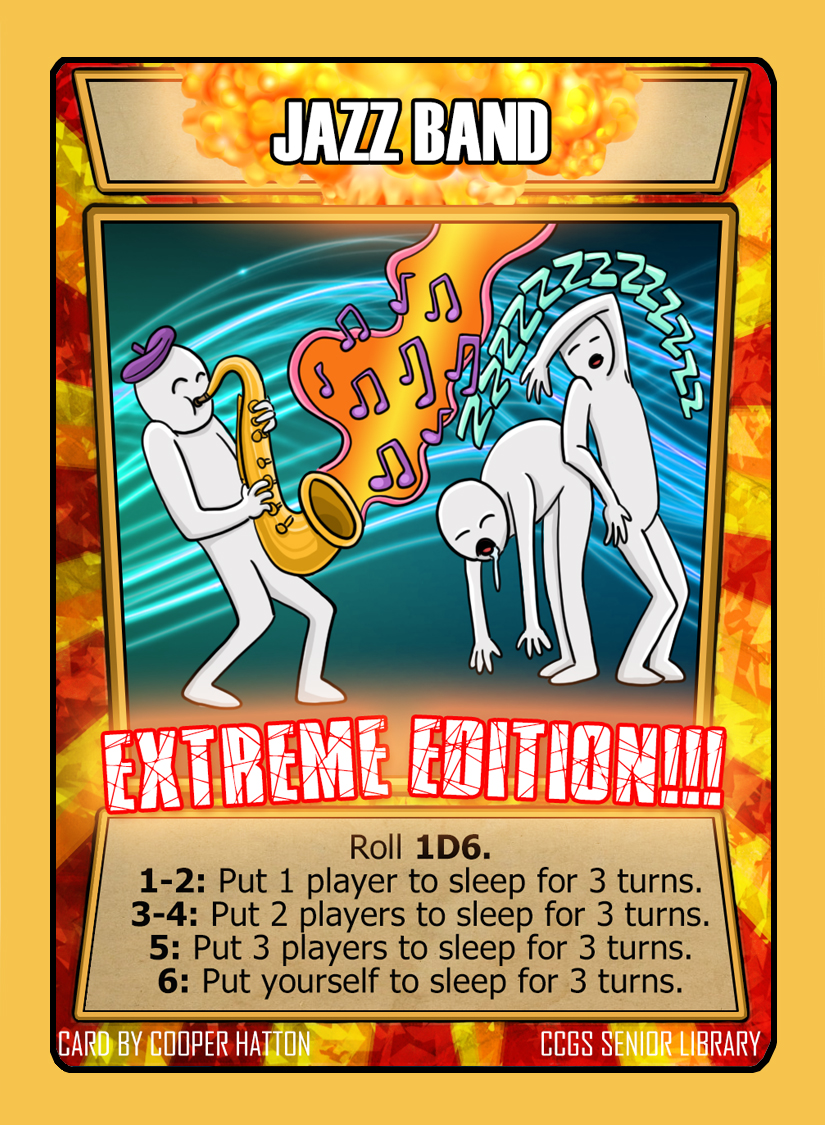 JAZZ BAND
ZZZZZZZZZZZZZZZ
EXTREME EDITION!!!
Roll 1D6.
1-2: Put 1 player to sleep for 3 turns.
3-4: Put 2 players to sleep for 3 turns.
5: Put 3 players to sleep for 3 turns.
6: Put yourself to sleep for 3 turns.
CARD BY COOPER HATTON
CCGS SENIOR LIBRARY